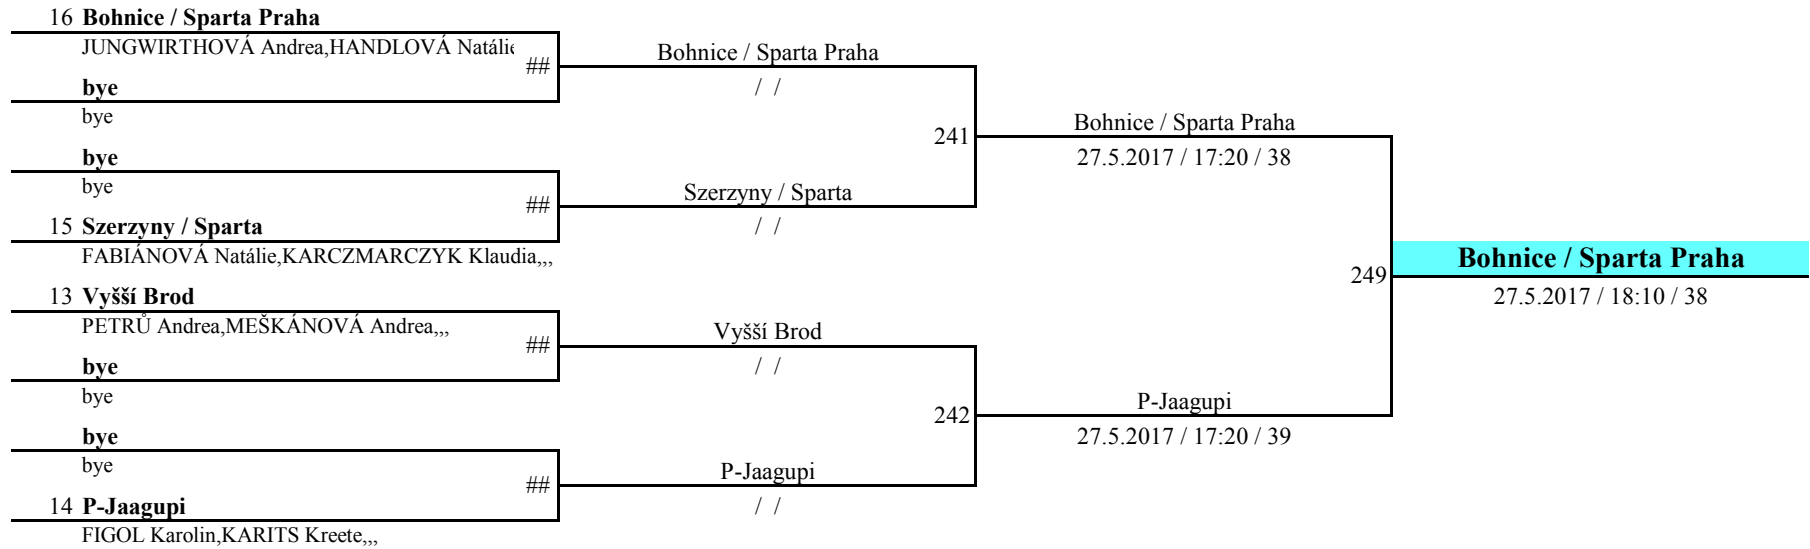 16 Bohnice / Sparta Praha
JUNGWIRTHOVÁ Andrea,HANDLOVÁ Natálie
##
Bohnice / Sparta Praha
/ /
bye
bye
241
Bohnice / Sparta Praha
27.5.2017 / 17:20 / 38
bye
bye
##
Szerzyny / Sparta
/ /
15 Szerzyny / Sparta
FABIÁNOVÁ Natálie,KARCZMARCZYK Klaudia,,,
249
Bohnice / Sparta Praha
27.5.2017 / 18:10 / 38
13 Vyšší Brod
PETRŮ Andrea,MEŠKÁNOVÁ Andrea,,,
##
Vyšší Brod
/ /
bye
bye
242
P-Jaagupi
27.5.2017 / 17:20 / 39
bye
bye
##
P-Jaagupi
/ /
14 P-Jaagupi
FIGOL Karolin,KARITS Kreete,,,